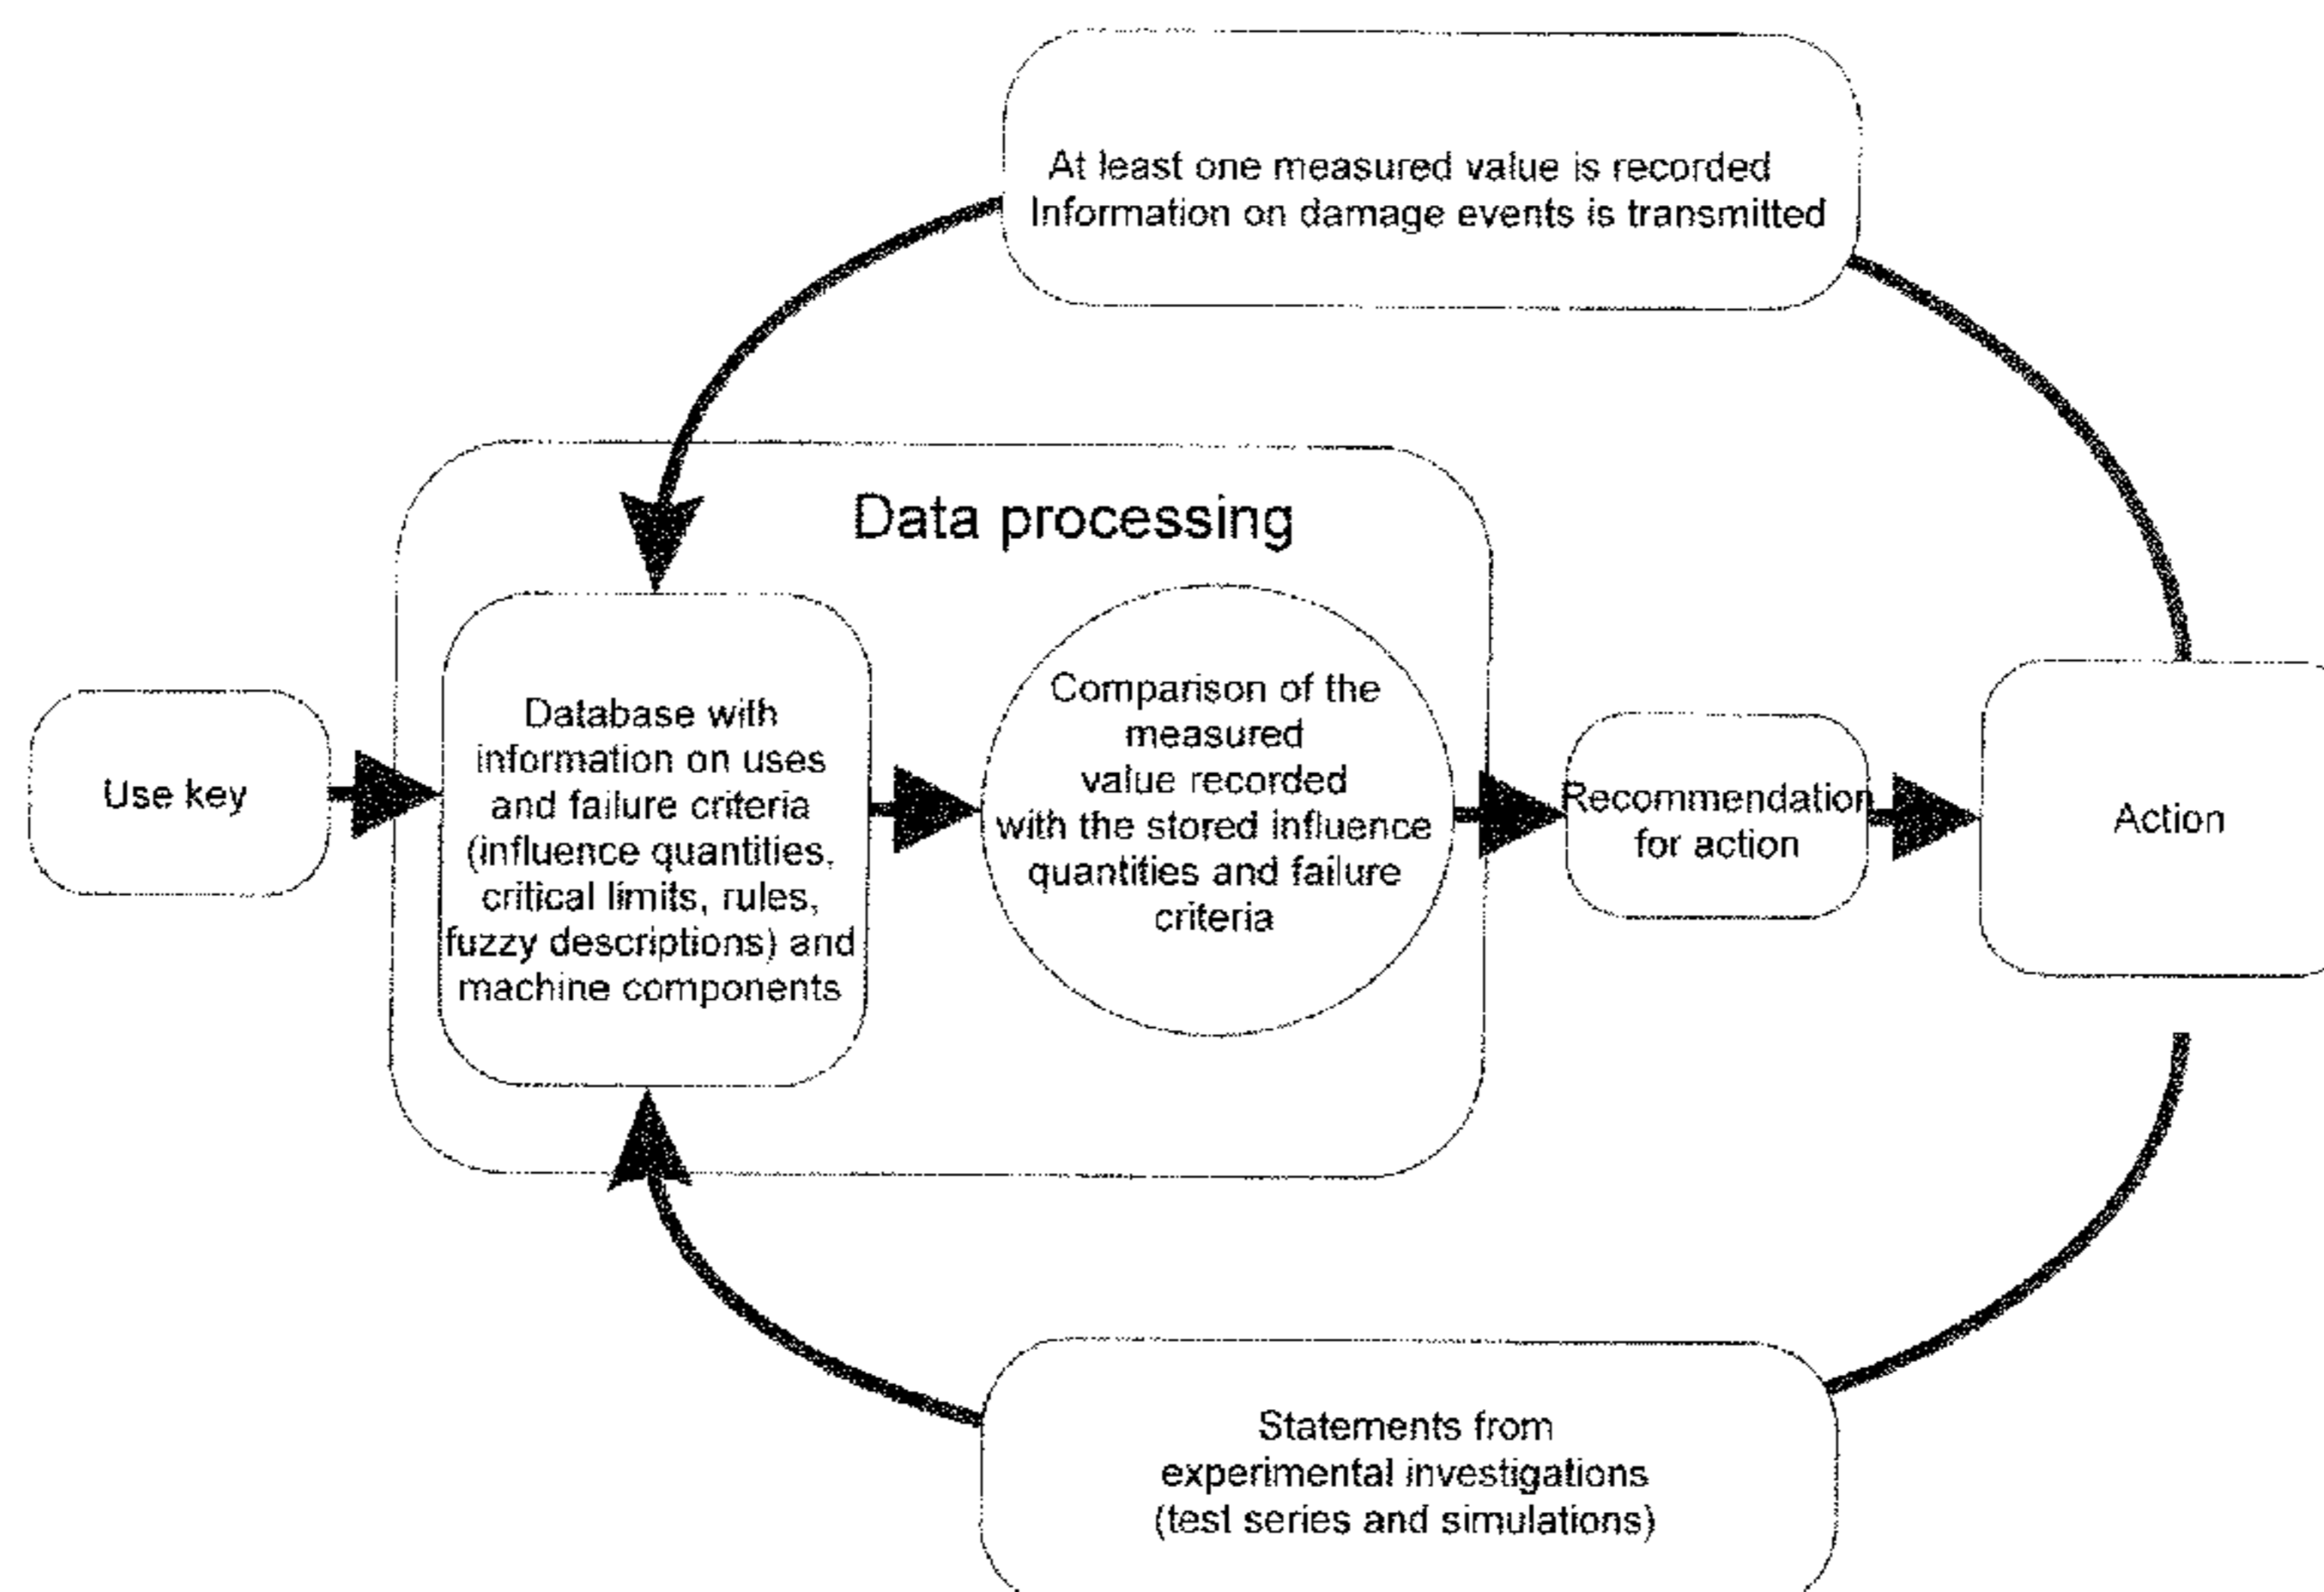 At least one measured value is recorded
Information on damage events is transmitted
Data processing
Use key
Database with
information on uses
and failure criteria
(influence quantities,
critical limits, rules,
fuzzy descriptions) and
machine components
Comparison of the
measured
value recorded
with the stored influence
quantities and failure
criteria
Recommendation
for action
Action
Statements from
experimental investigations
(test series and simulations)